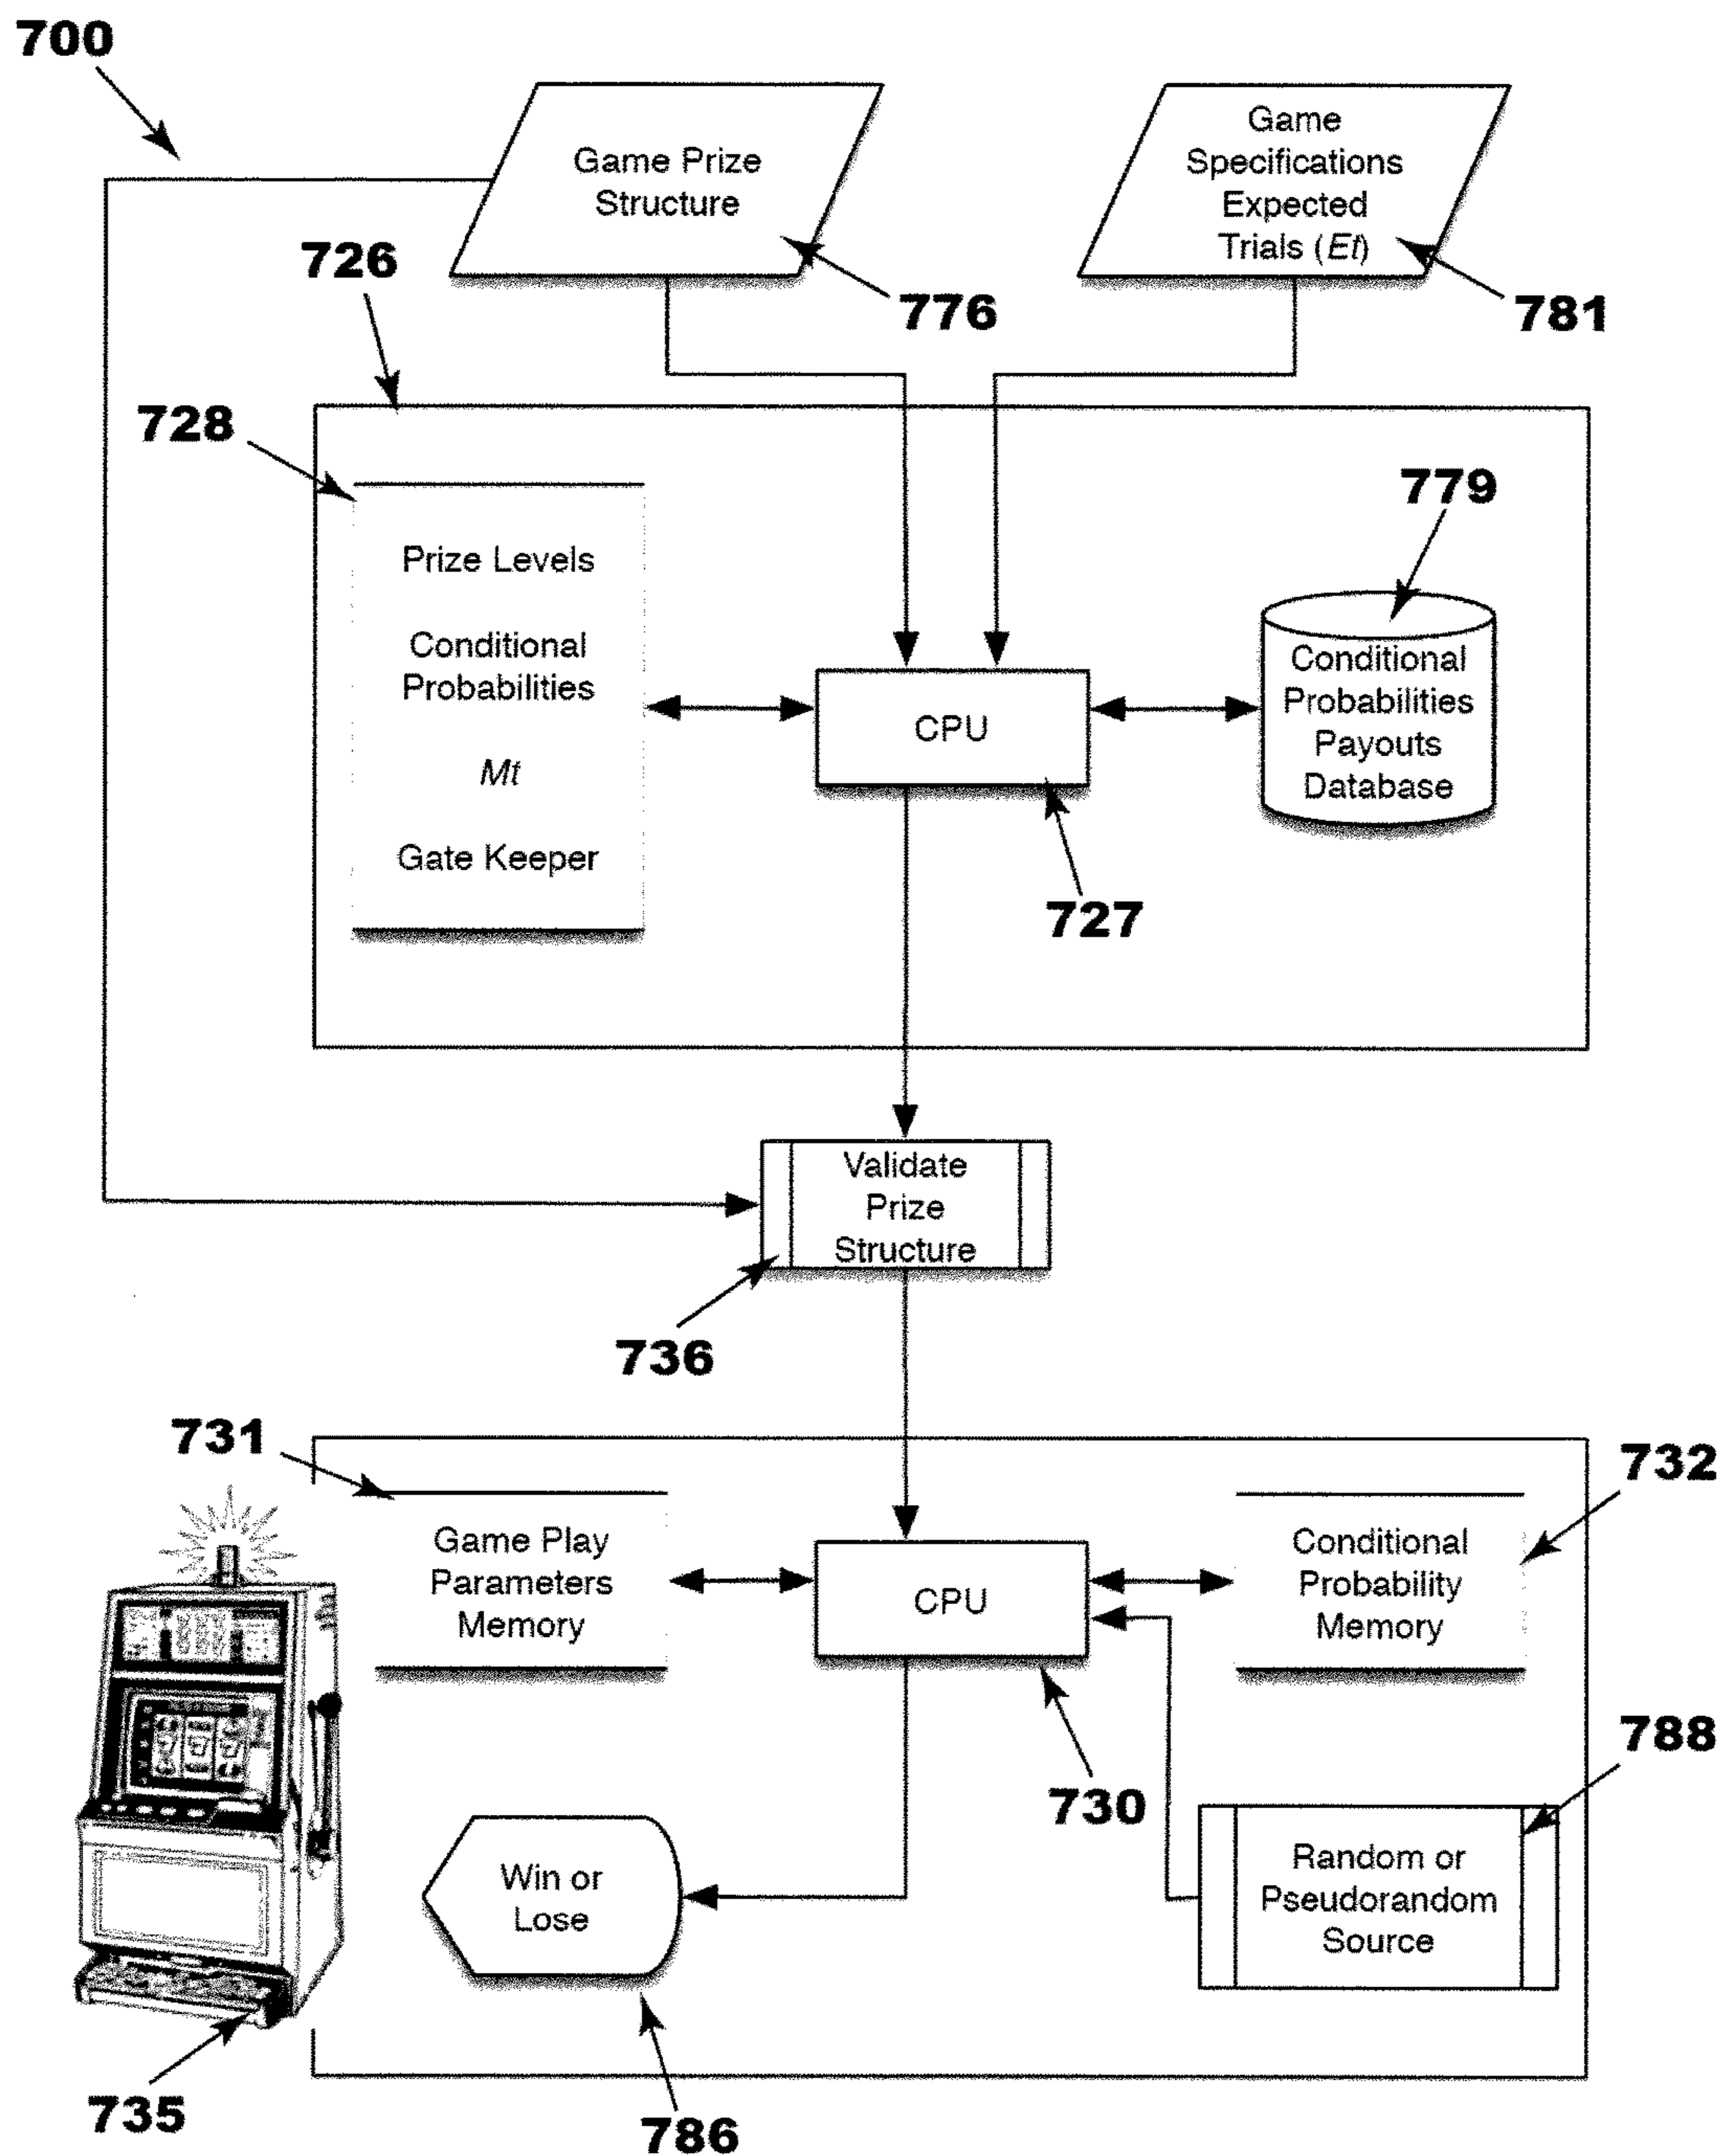 700
Game Prize
Structure
776
Game
Specifications
Expected
Trials (Et)
781
726
728
Prize Levels
Conditional
Probabilities
Mt
Gate Keeper
CPU
727
779
Conditional
Probabilities
Payouts
Database
Validate
Prize
Structure
736
731
Game Play
Parameters
Memory
CPU
730
732
Conditional
Probability
Memory
788
Random or
Pseudorandom
Source
Win or
Lose
786
735